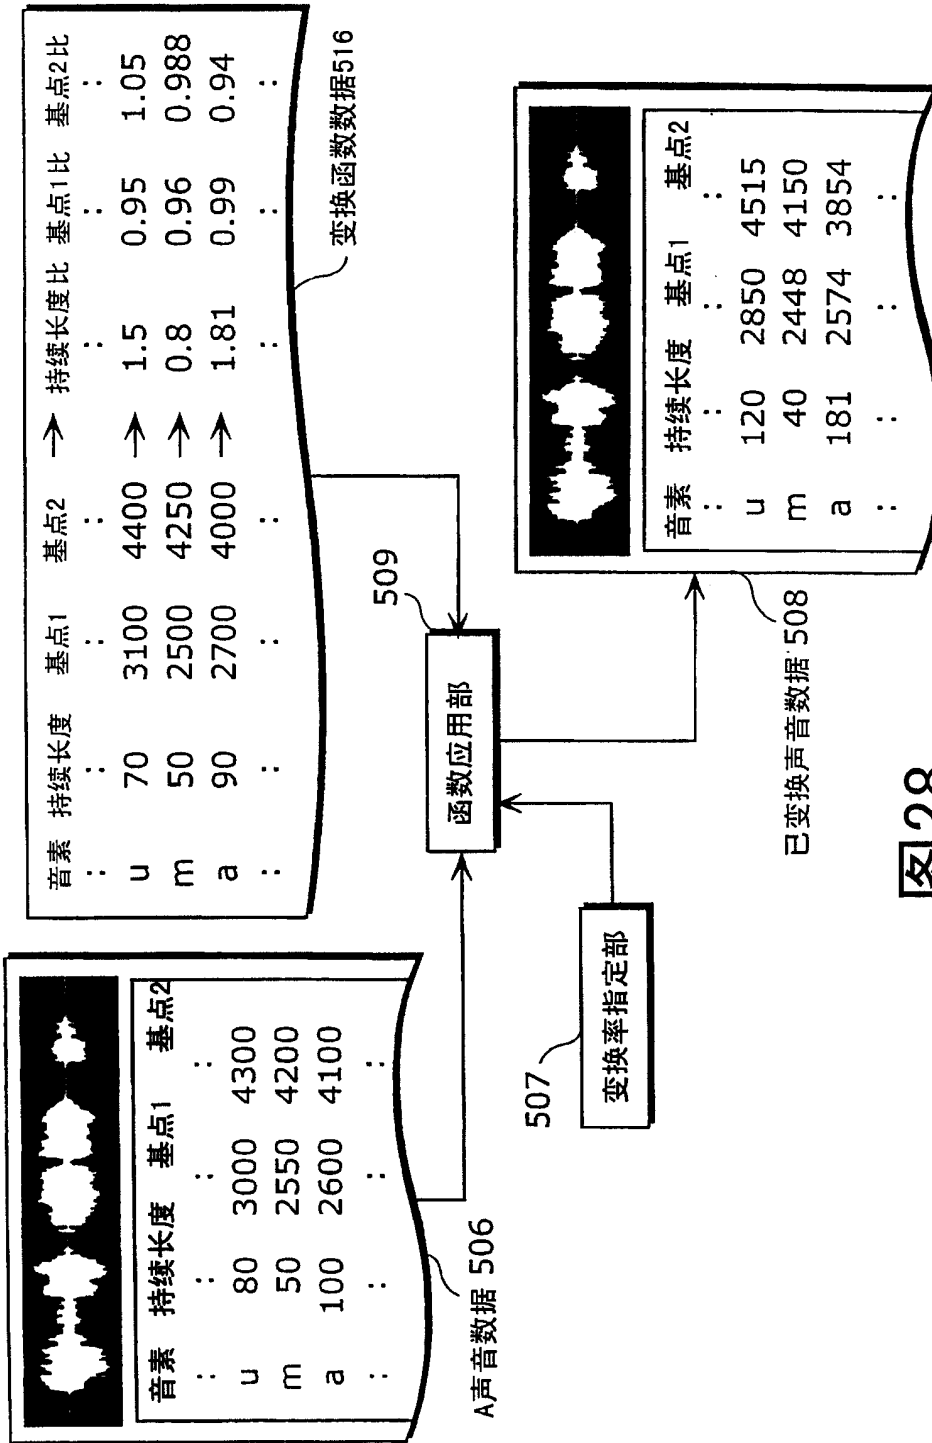 音素 持续长度 基点1 基点2 → 持续长度比 基点1比 基点2比
: : : : : : :
u 70 3100 4400 → 1.5 0.95 1.05
m 50 2500 4250 → 0.8 0.96 0.988
a 90 2700 4000 → 1.81 0.99 0.94
: : : : : : :
变换函数数据516
音素 持续长度 基点1 基点2
: : : :
u 80 3000 4300
m 50 2550 4200
a 100 2600 4100
: : : :
A声音数据 506
509
函数应用部
507
变换率指定部
音素 持续长度 基点1 基点2
: : : :
u 120 2850 4515
m 40 2448 4150
a 181 2574 3854
: : : :
已变换声音数据 508
图28